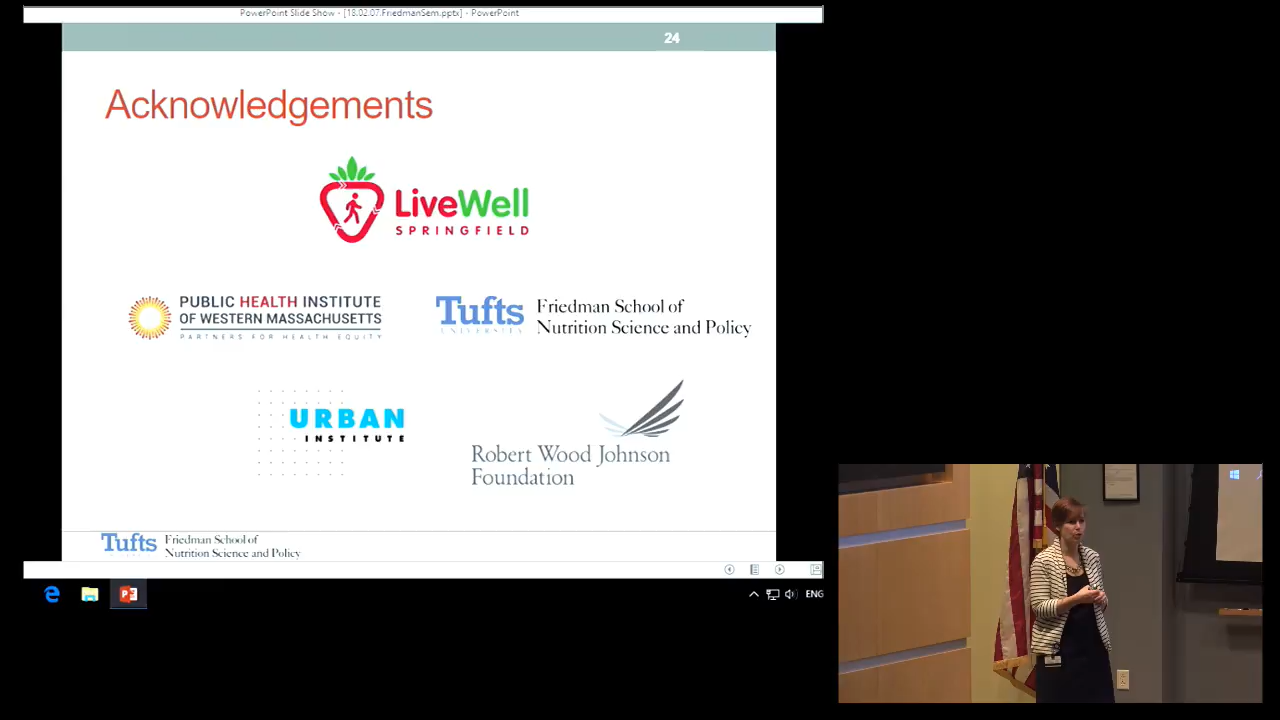 PowerPoint Slide Show - [18.02.07.FriedmanSem.pptx] - PowerPoint
24
Acknowledgements
LiveWell
SPRINGFIELD
PUBLIC HEALTH INSTITUTE
OF WESTERN MASSACHUSETTS
PARTNERS FOR HEALTH EQUITY
Tufts
UNIVERSITY
Friedman School of
Nutrition Science and Policy
URBAN
INSTITUTE
Robert Wood Johnson
Foundation
Tufts
Friedman School of
Nutrition Science and Policy
ENG